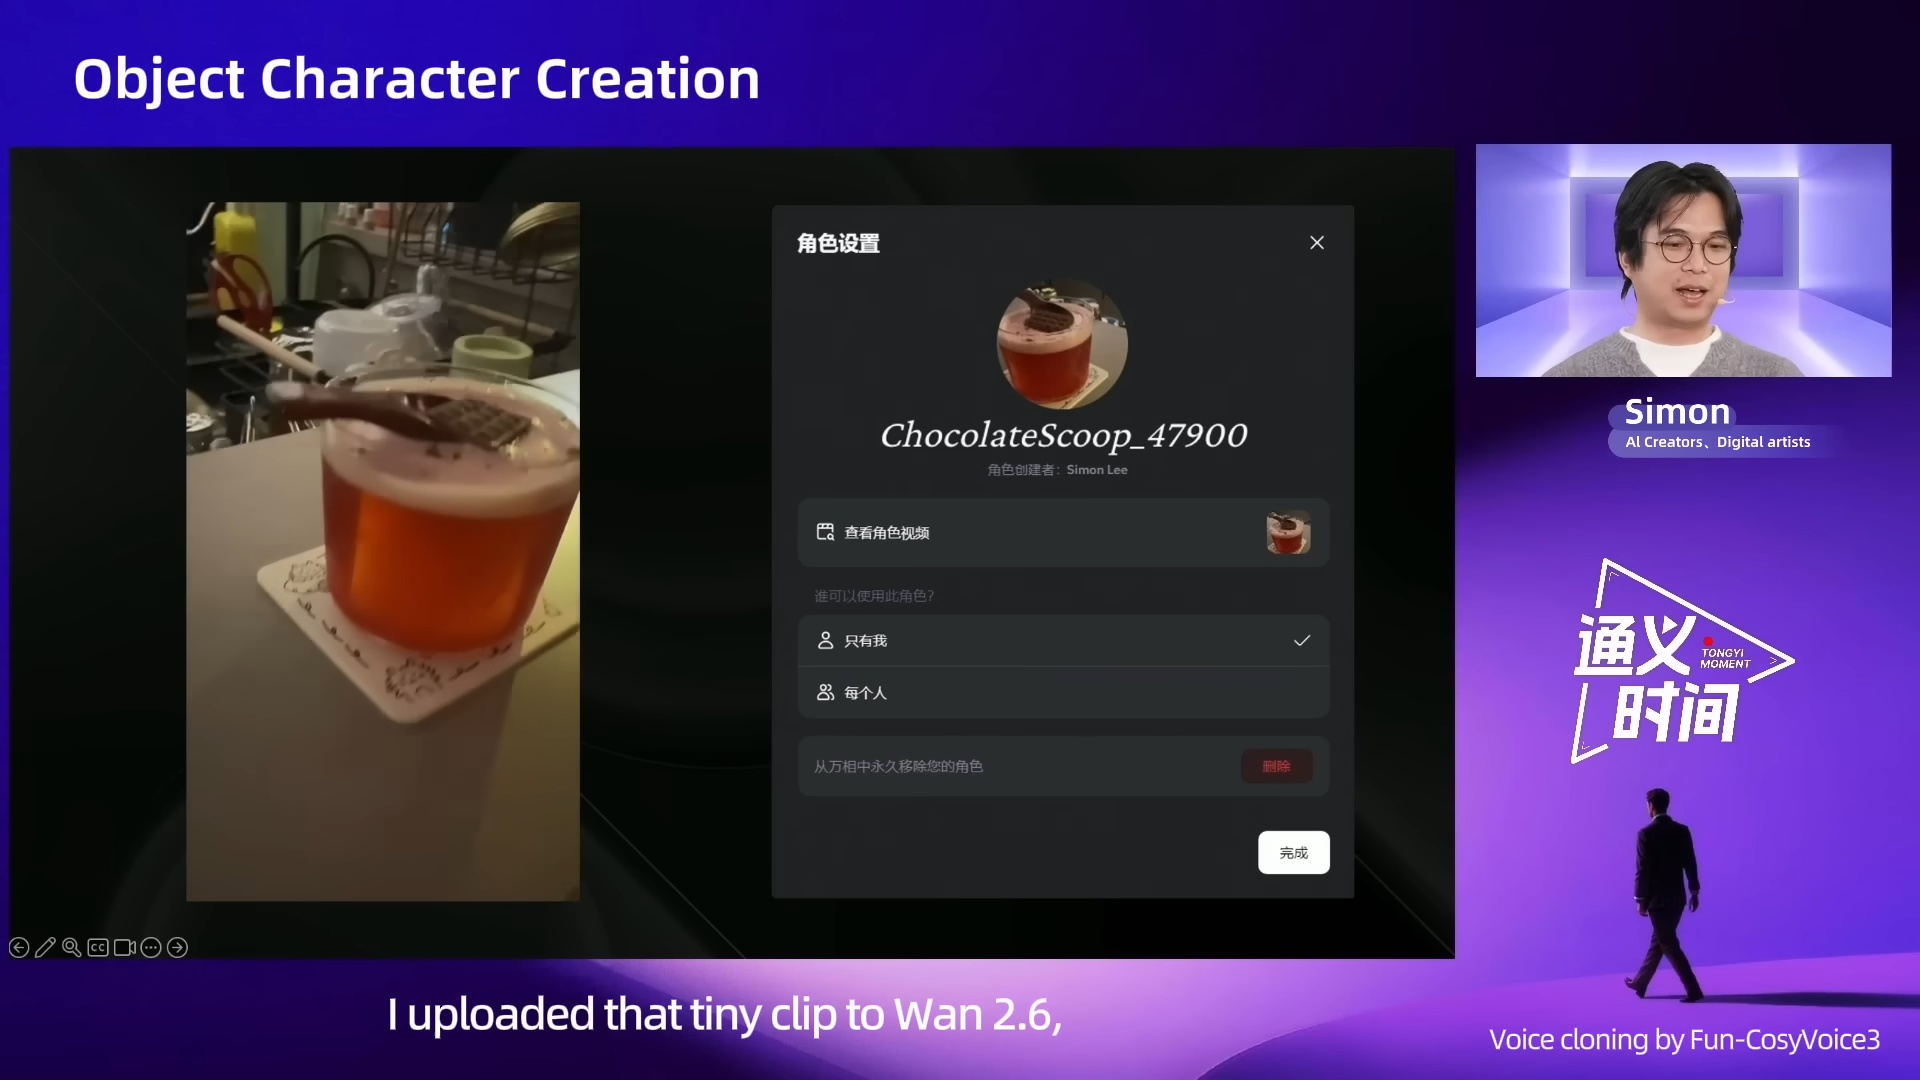 Object Character Creation
角色设置
ChocolateScoop_47900
角色创建者：Simon Lee
查看角色视频
谁可以使用此角色?
只有我
每个人
从万相中永久移除您的角色
删除
完成
CC
Simon
AI Creators、Digital artists
通义
TONGYI
MOMENT
时间
I uploaded that tiny clip to Wan 2.6,
Voice cloning by Fun-CosyVoice3